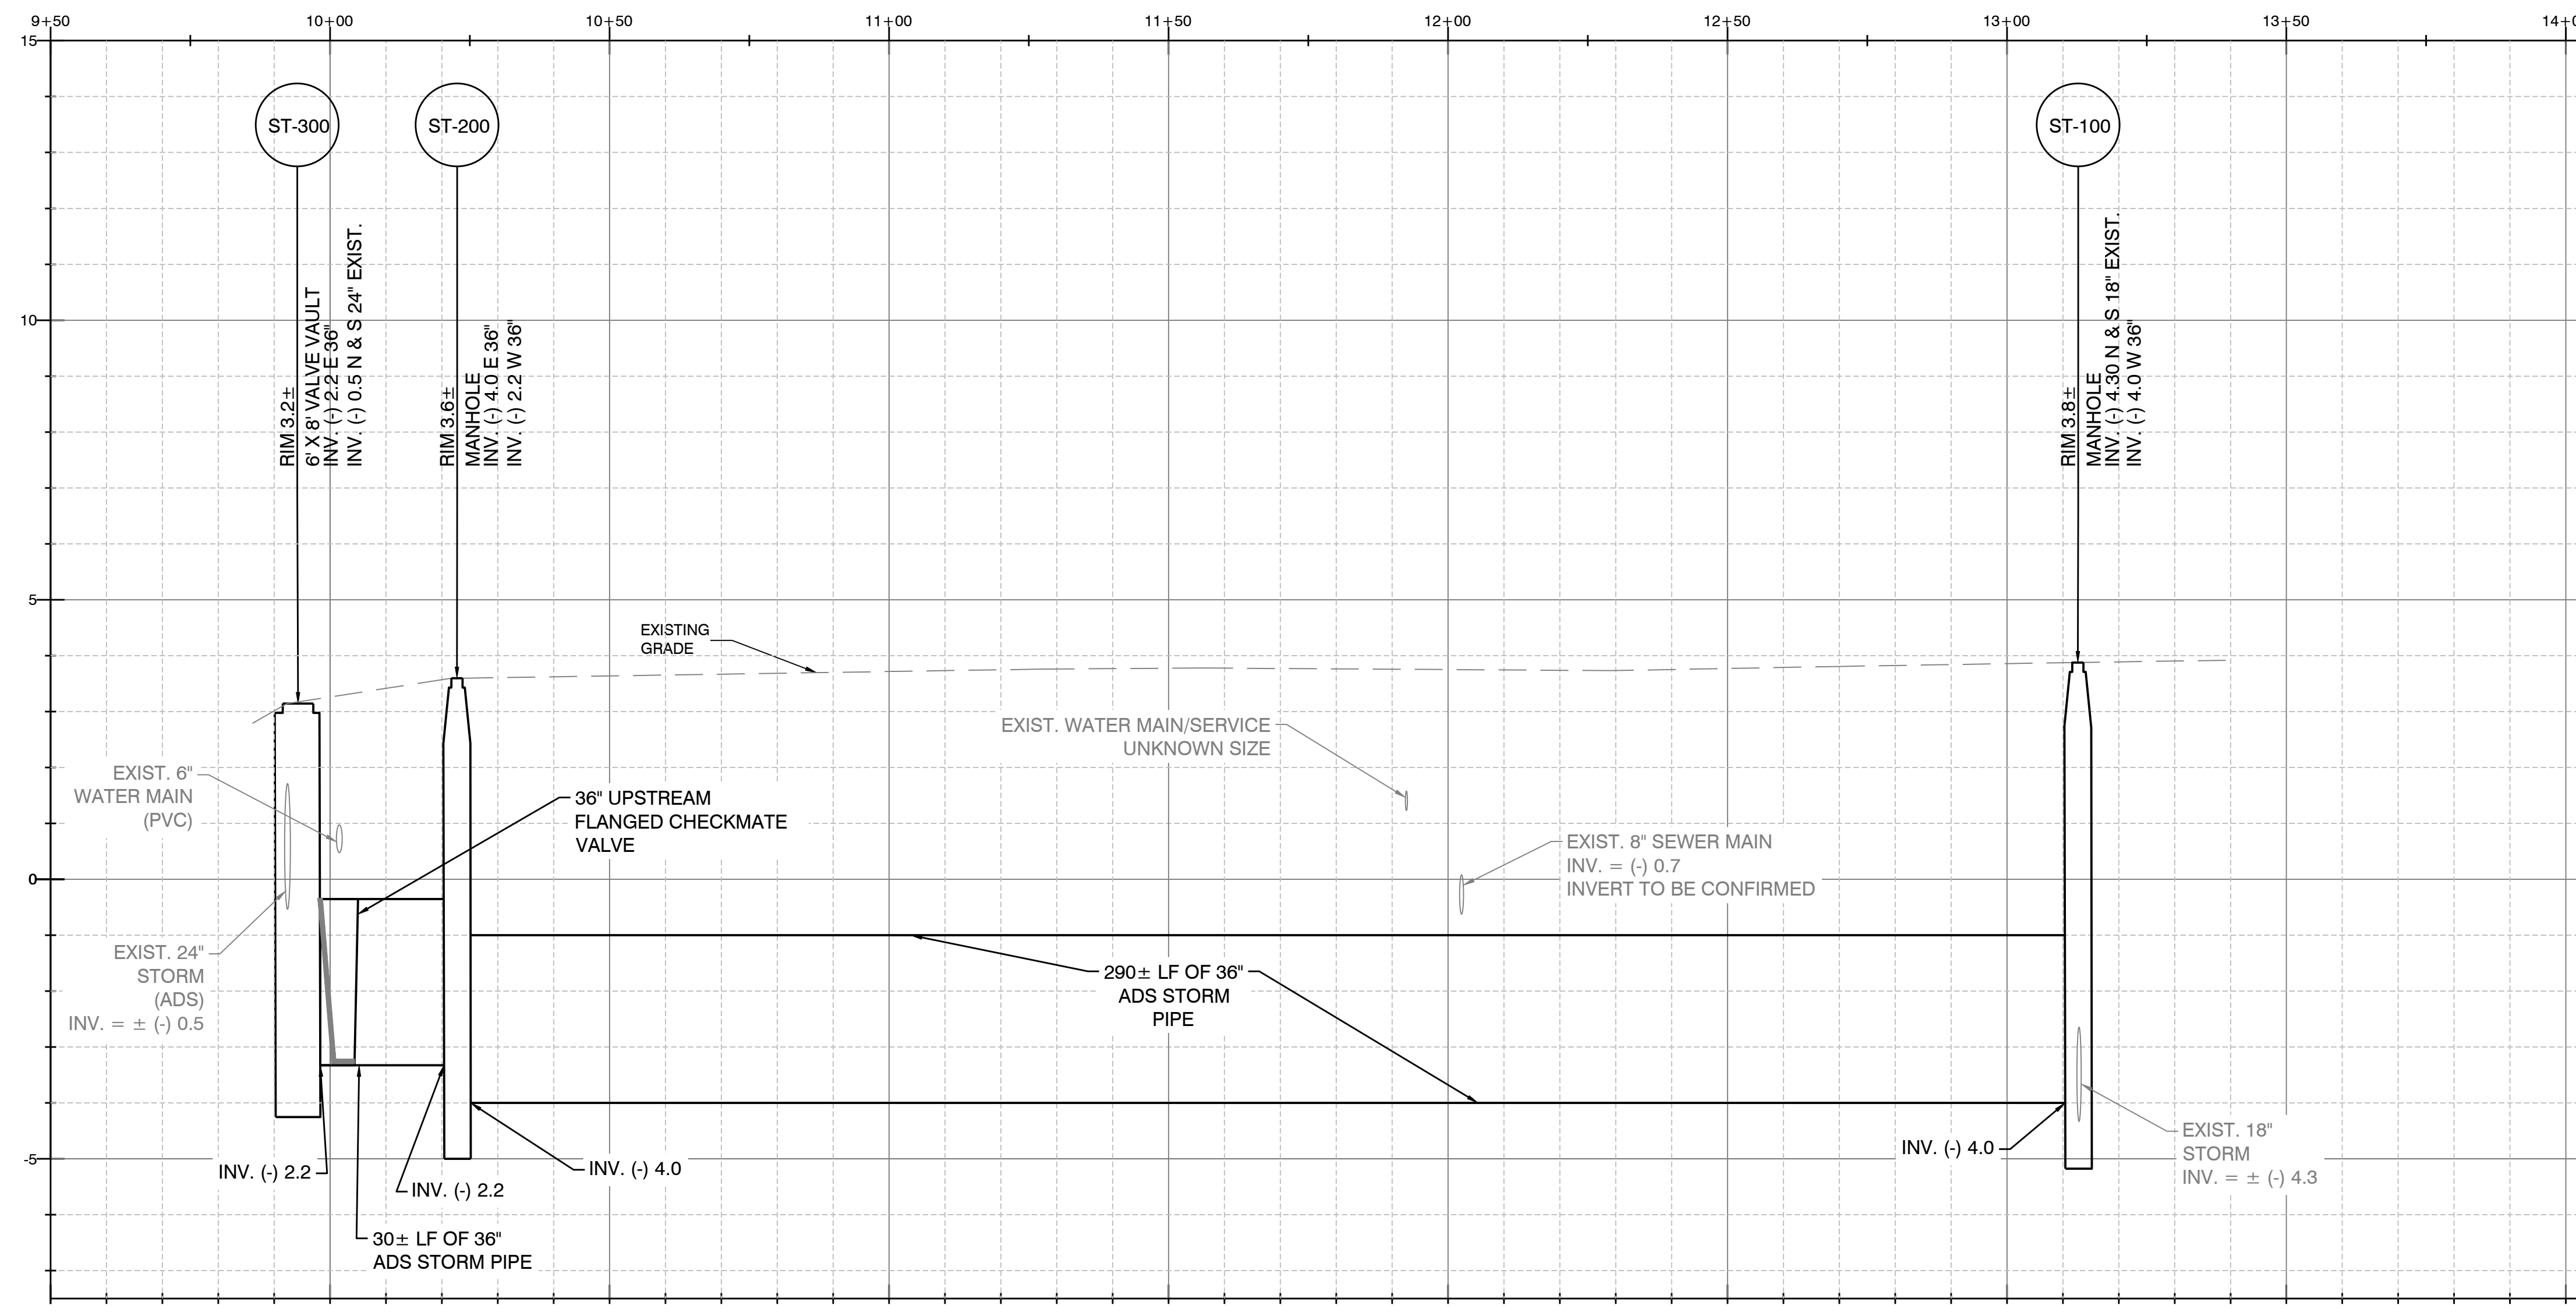 9+50
10+00
10+50
11+00
11+50
12+00
12+50
13+00
13+50
15
10
5
0
-5
ST-300
ST-200
ST-100
RIM 3.2±
6' X 8' VALVE VAULT
INV. (-) 2.2 E 36"
INV. (-) 0.5 N & S 24" EXIST.
RIM 3.6±
MANHOLE
INV. (-) 4.0 E 36"
INV. (-) 2.2 W 36"
RIM 3.8±
MANHOLE
INV. (-) 4.30 N & S 18" EXIST.
INV. (-) 4.0 W 36"
EXISTING
GRADE
EXIST. WATER MAIN/SERVICE
UNKNOWN SIZE
EXIST. 6"
WATER MAIN
(PVC)
36" UPSTREAM
FLANGED CHECKMATE
VALVE
EXIST. 8" SEWER MAIN
INV. = (-) 0.7
INVERT TO BE CONFIRMED
EXIST. 24"
STORM
(ADS)
INV. = ± (-) 0.5
290± LF OF 36"
ADS STORM
PIPE
INV. (-) 2.2
INV. (-) 2.2
INV. (-) 4.0
INV. (-) 4.0
EXIST. 18"
STORM
INV. = ± (-) 4.3
30± LF OF 36"
ADS STORM PIPE